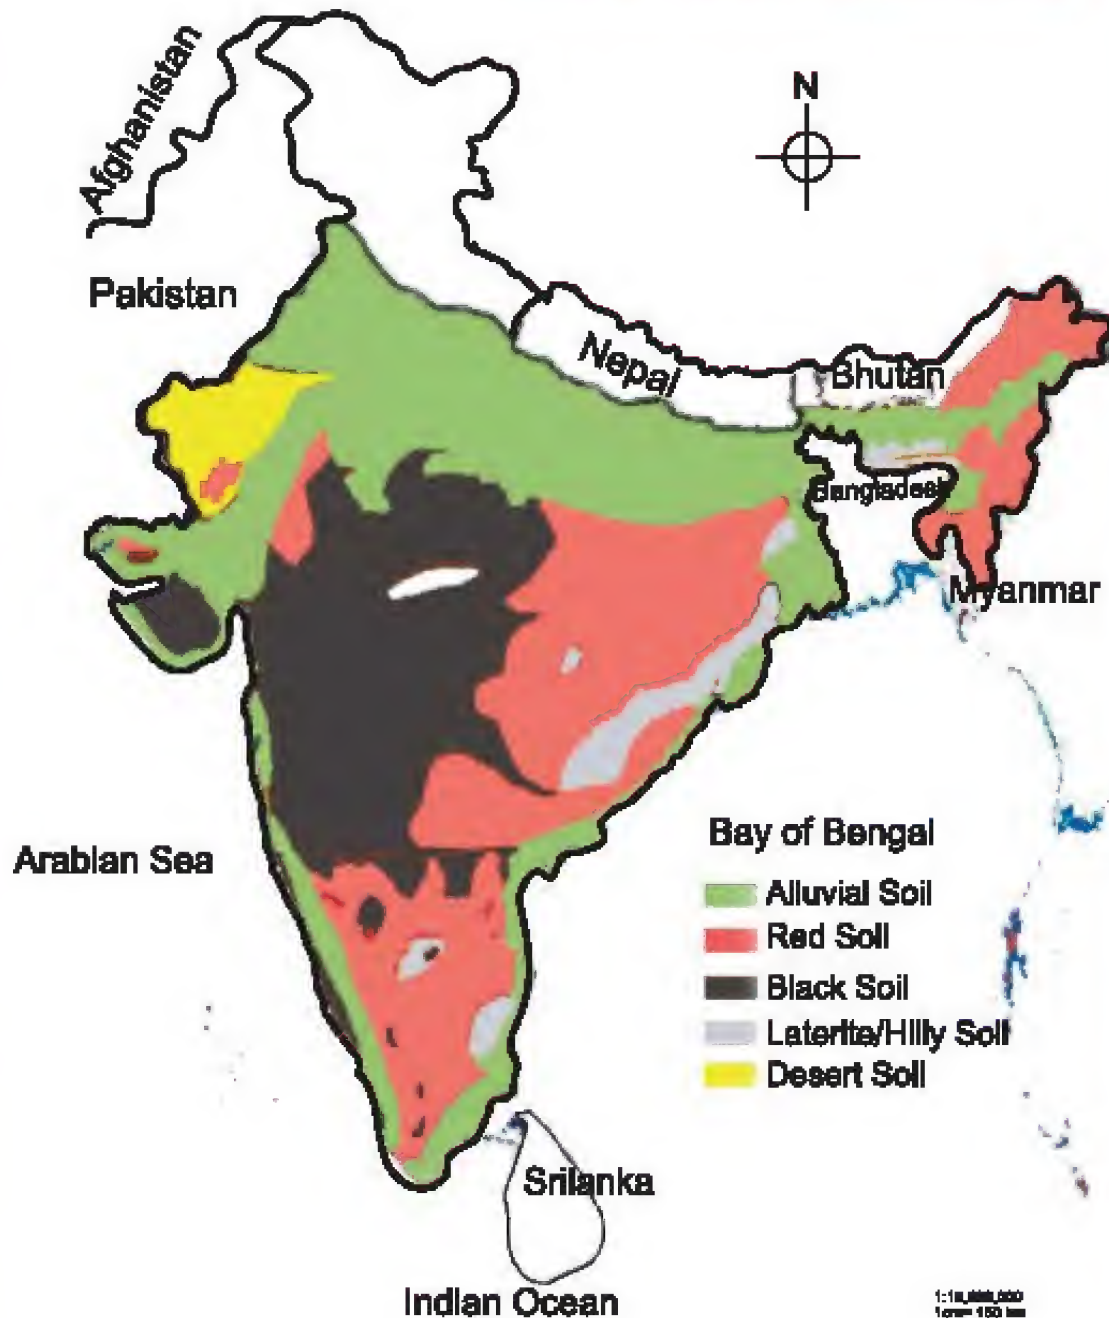 Afghanistan
N
Pakistan
Nepal
Bhutan
Bangladesh
Myanmar
Arabian Sea
Bay of Bengal
Alluvial Soil
Red Soil
Black Soil
Laterite/Hilly Soil
Desert Soil
Srilanka
Indian Ocean